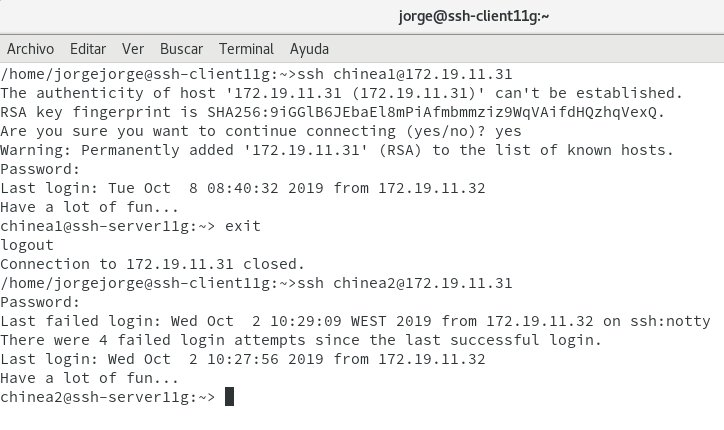 jorge@ssh-client11g:~
Archivo Editar Ver Buscar Terminal Ayuda
/home/jorgejorge@ssh-client11g:~>ssh chinea1@172.19.11.31
The authenticity of host '172.19.11.31 (172.19.11.31)' can't be established.
RSA key fingerprint is SHA256:9iGGlB6JEbaEl8mPiAfmbmmziz9WqVAifdHQzhqVexQ.
Are you sure you want to continue connecting (yes/no)? yes
Warning: Permanently added '172.19.11.31' (RSA) to the list of known hosts.
Password:
Last login: Tue Oct  8 08:40:32 2019 from 172.19.11.32
Have a lot of fun...
chinea1@ssh-server11g:~> exit
logout
Connection to 172.19.11.31 closed.
/home/jorgejorge@ssh-client11g:~>ssh chinea2@172.19.11.31
Password:
Last failed login: Wed Oct  2 10:29:09 WEST 2019 from 172.19.11.32 on ssh:notty
There were 4 failed login attempts since the last successful login.
Last login: Wed Oct  2 10:27:56 2019 from 172.19.11.32
Have a lot of fun...
chinea2@ssh-server11g:~>